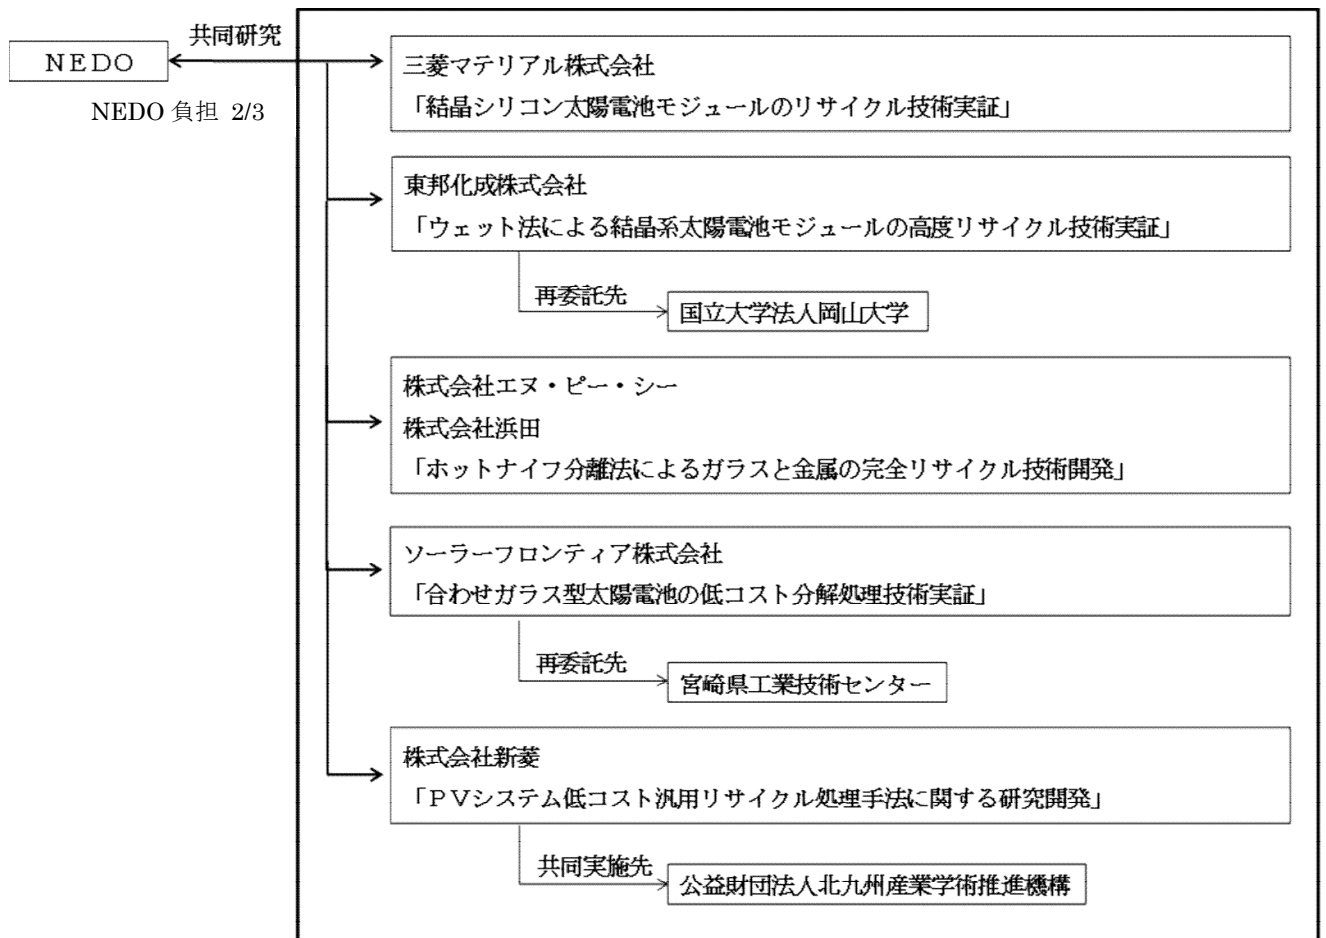 共同研究
ＮＥＤＯ
NEDO 負担 2/3
三菱マテリアル株式会社
「結晶シリコン太陽電池モジュールのリサイクル技術実証」
東邦化成株式会社
「ウェット法による結晶系太陽電池モジュールの高度リサイクル技術実証」
再委託先
国立大学法人岡山大学
株式会社エヌ・ピー・シー
株式会社浜田
「ホットナイフ分離法によるガラスと金属の完全リサイクル技術開発」
ソーラーフロンティア株式会社
「合わせガラス型太陽電池の低コスト分解処理技術実証」
再委託先
宮崎県工業技術センター
株式会社新菱
「ＰＶシステム低コスト汎用リサイクル処理手法に関する研究開発」
共同実施先
公益財団法人北九州産業学術推進機構